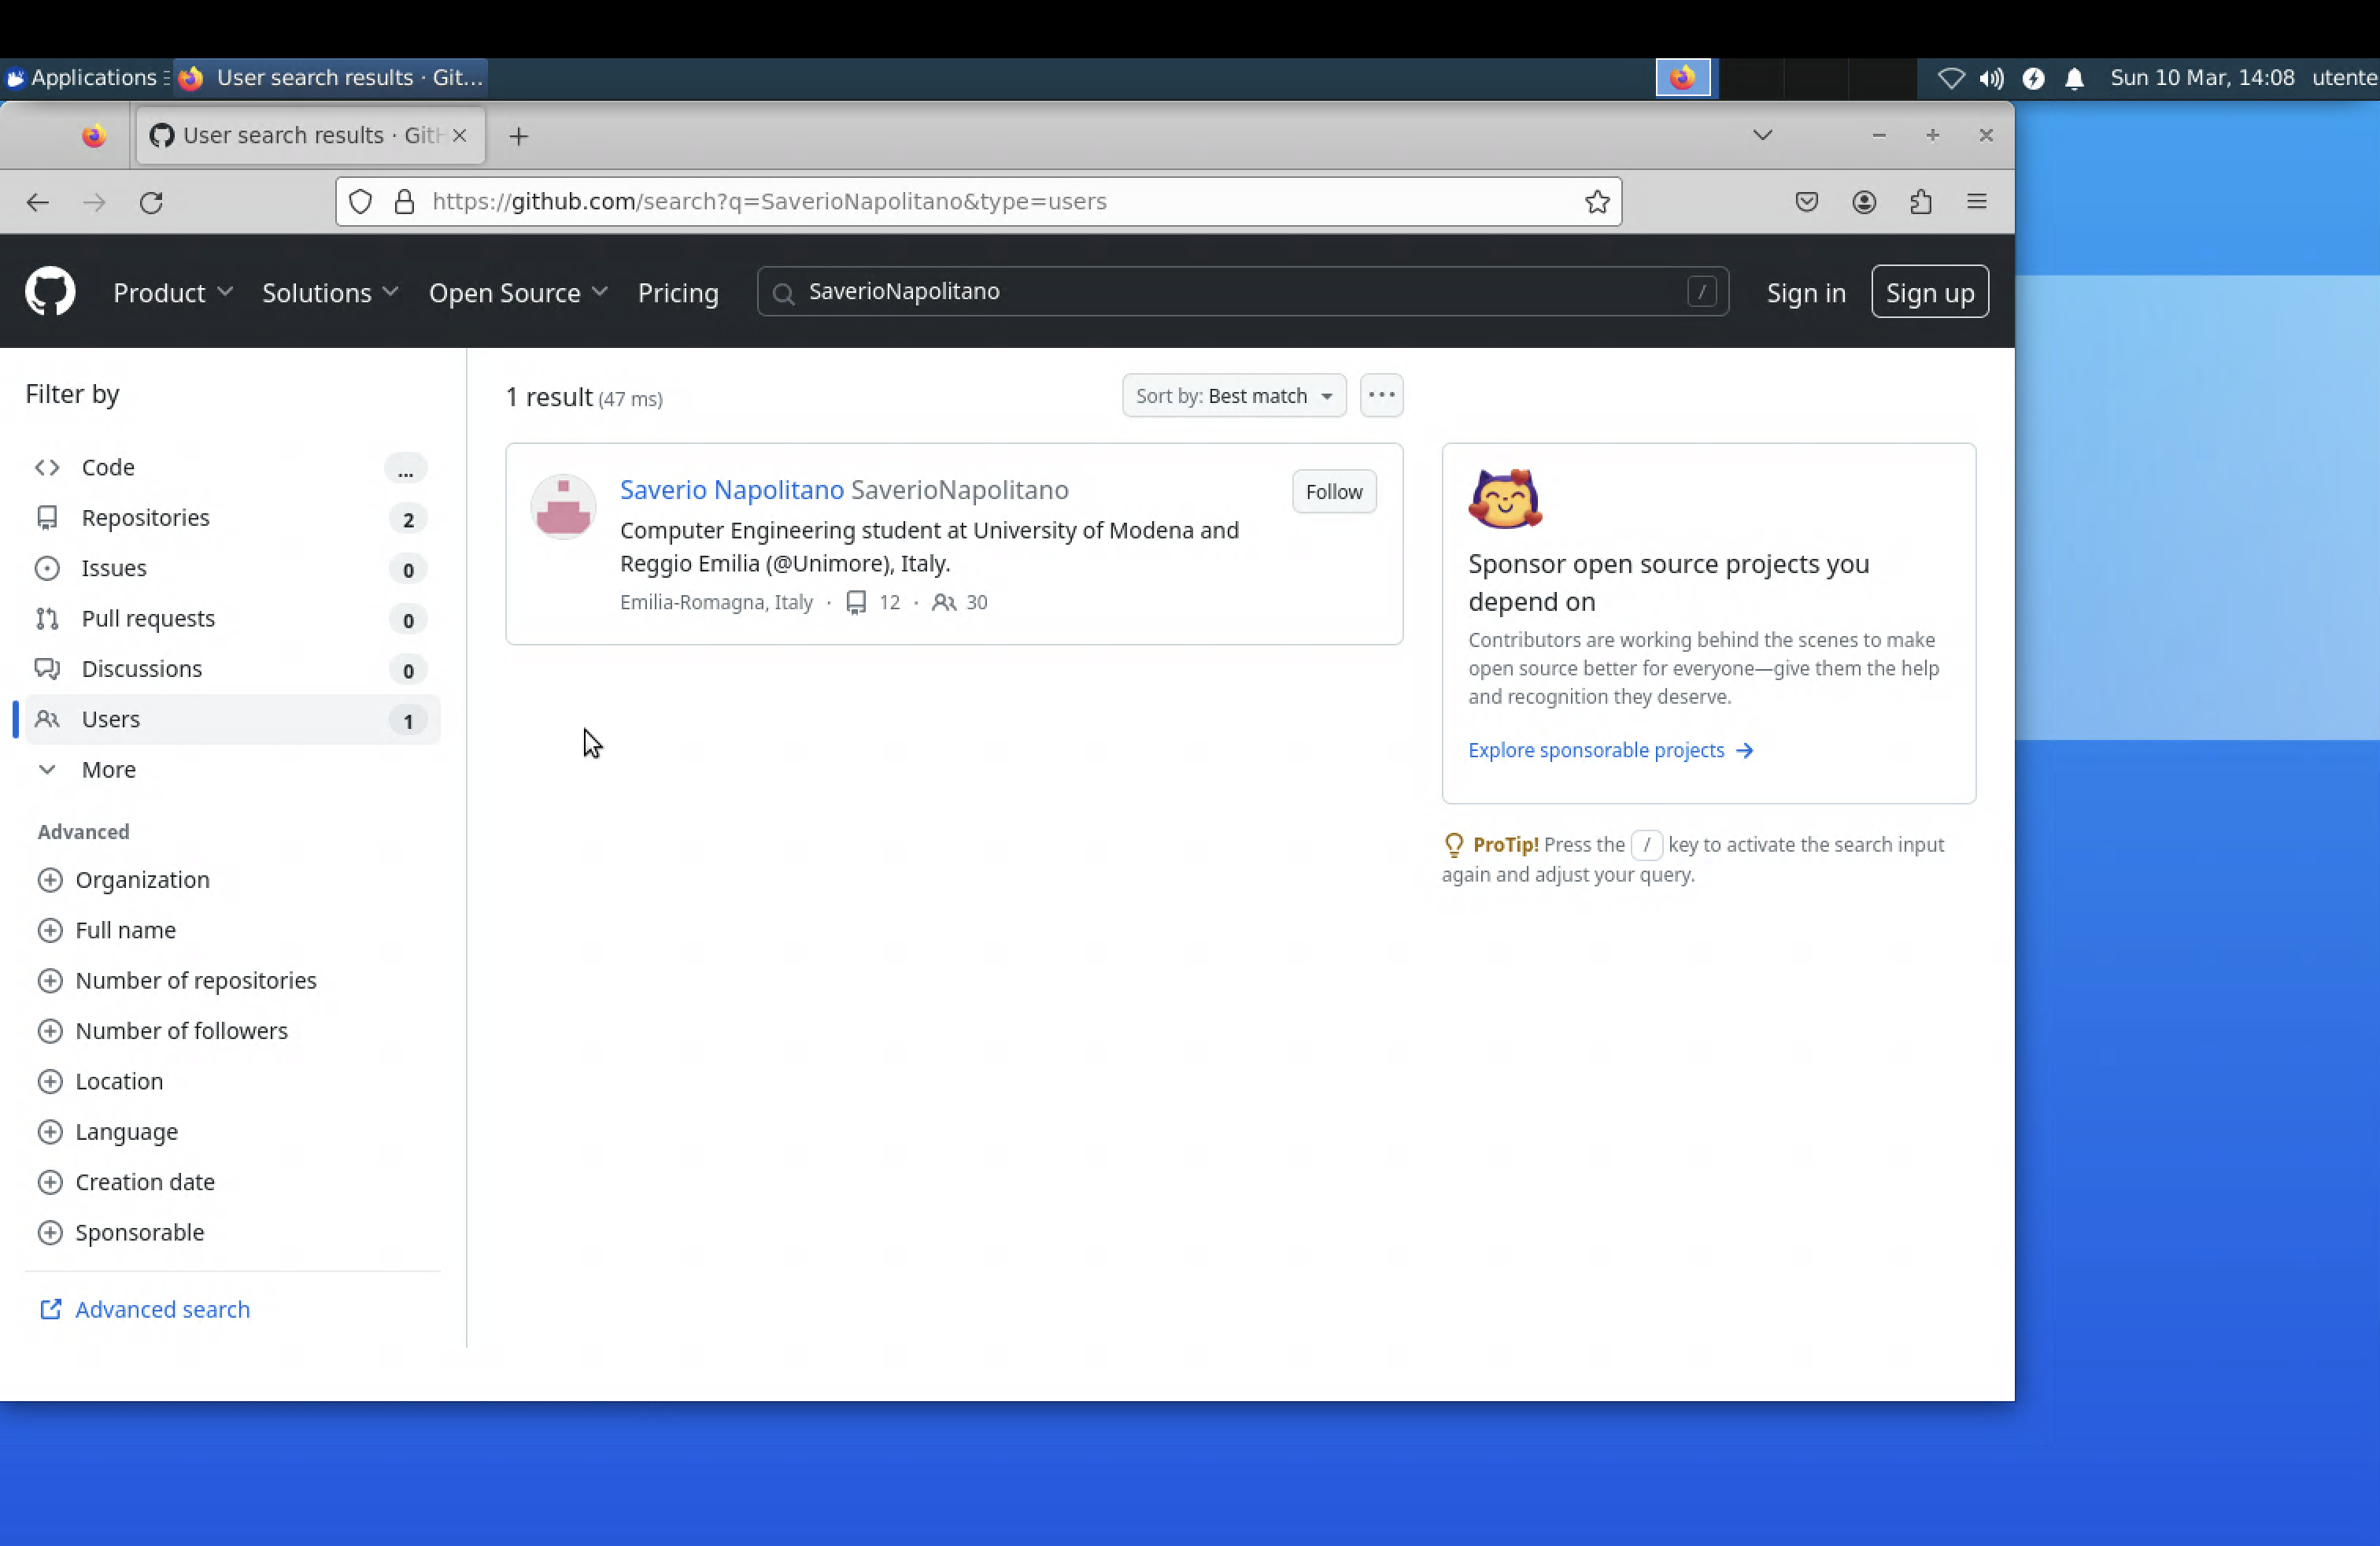 Applications
User search results · Git...
Sun 10 Mar, 14:08
utente
User search results · Git
https://github.com/search?q=SaverioNapolitano&type=users
Product
Solutions
Open Source
Pricing
SaverioNapolitano
/
Sign in
Sign up
Filter by
Code ...
Repositories 2
Issues 0
Pull requests 0
Discussions 0
Users 1
More
Advanced
Organization
Full name
Number of repositories
Number of followers
Location
Language
Creation date
Sponsorable
Advanced search
1 result (47 ms)
Sort by: Best match
Saverio Napolitano SaverioNapolitano
Follow
Computer Engineering student at University of Modena and
Reggio Emilia (@Unimore), Italy.
Emilia-Romagna, Italy · 12 · 30
Sponsor open source projects you
depend on
Contributors are working behind the scenes to make
open source better for everyone—give them the help
and recognition they deserve.
Explore sponsorable projects →
ProTip! Press the / key to activate the search input
again and adjust your query.